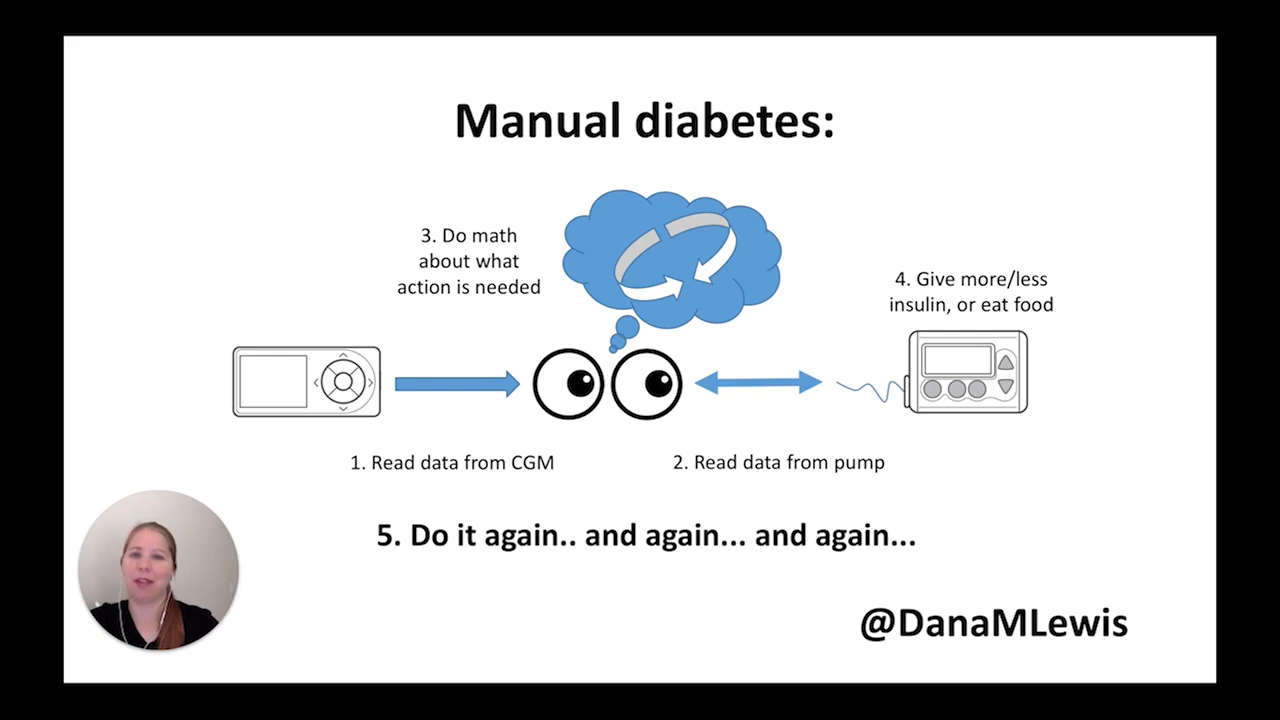 Manual diabetes:
3. Do math
about what
action is needed
4. Give more/less
insulin, or eat food
1. Read data from CGM
2. Read data from pump
5. Do it again.. and again... and again...
@DanaMLewis